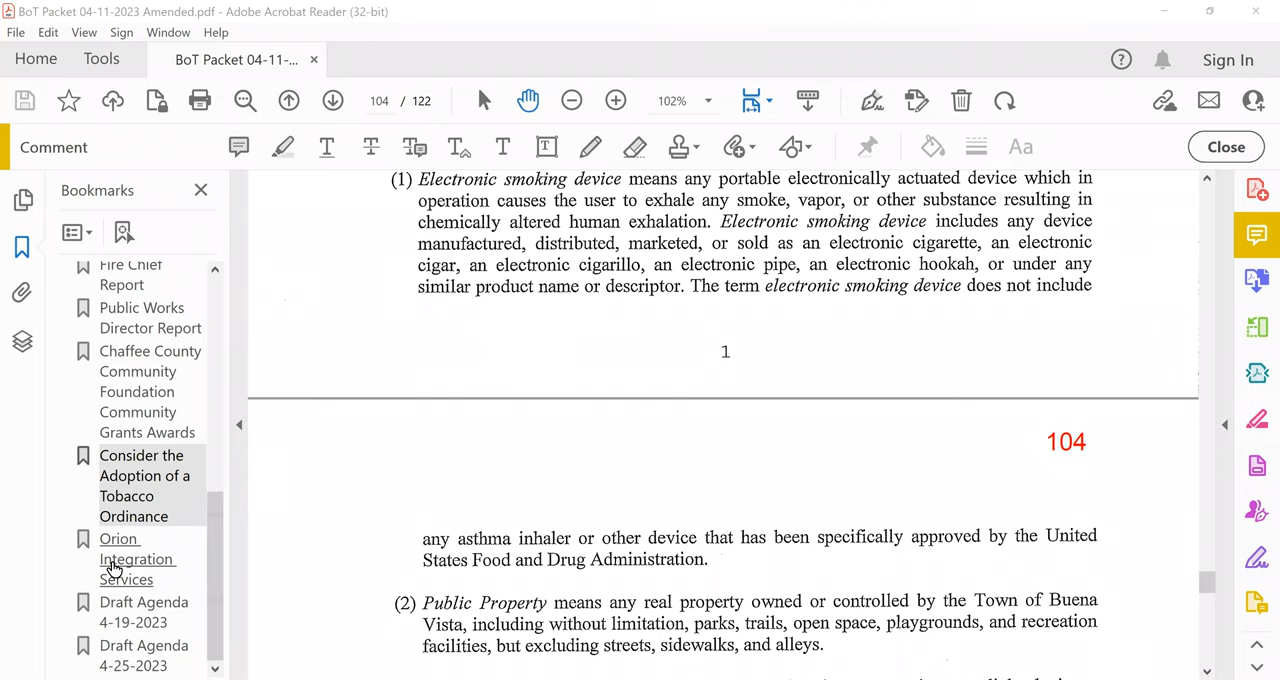 BoT Packet 04-11-2023 Amended.pdf - Adobe Acrobat Reader (32-bit)
File Edit View Sign Window Help
Home Tools BoT Packet 04-11-... × Sign In
104 / 122 102%
Comment T T T T T Aa Close
Bookmarks
Fire Chief
Report
Public Works
Director Report
Chaffee County
Community
Foundation
Community
Grants Awards
Consider the
Adoption of a
Tobacco
Ordinance
Orion
Integration
Services
Draft Agenda
4-19-2023
Draft Agenda
4-25-2023
(1) Electronic smoking device means any portable electronically actuated device which in
operation causes the user to exhale any smoke, vapor, or other substance resulting in
chemically altered human exhalation. Electronic smoking device includes any device
manufactured, distributed, marketed, or sold as an electronic cigarette, an electronic
cigar, an electronic cigarillo, an electronic pipe, an electronic hookah, or under any
similar product name or descriptor. The term electronic smoking device does not include
1
104
any asthma inhaler or other device that has been specifically approved by the United
States Food and Drug Administration.
(2) Public Property means any real property owned or controlled by the Town of Buena
Vista, including without limitation, parks, trails, open space, playgrounds, and recreation
facilities, but excluding streets, sidewalks, and alleys.